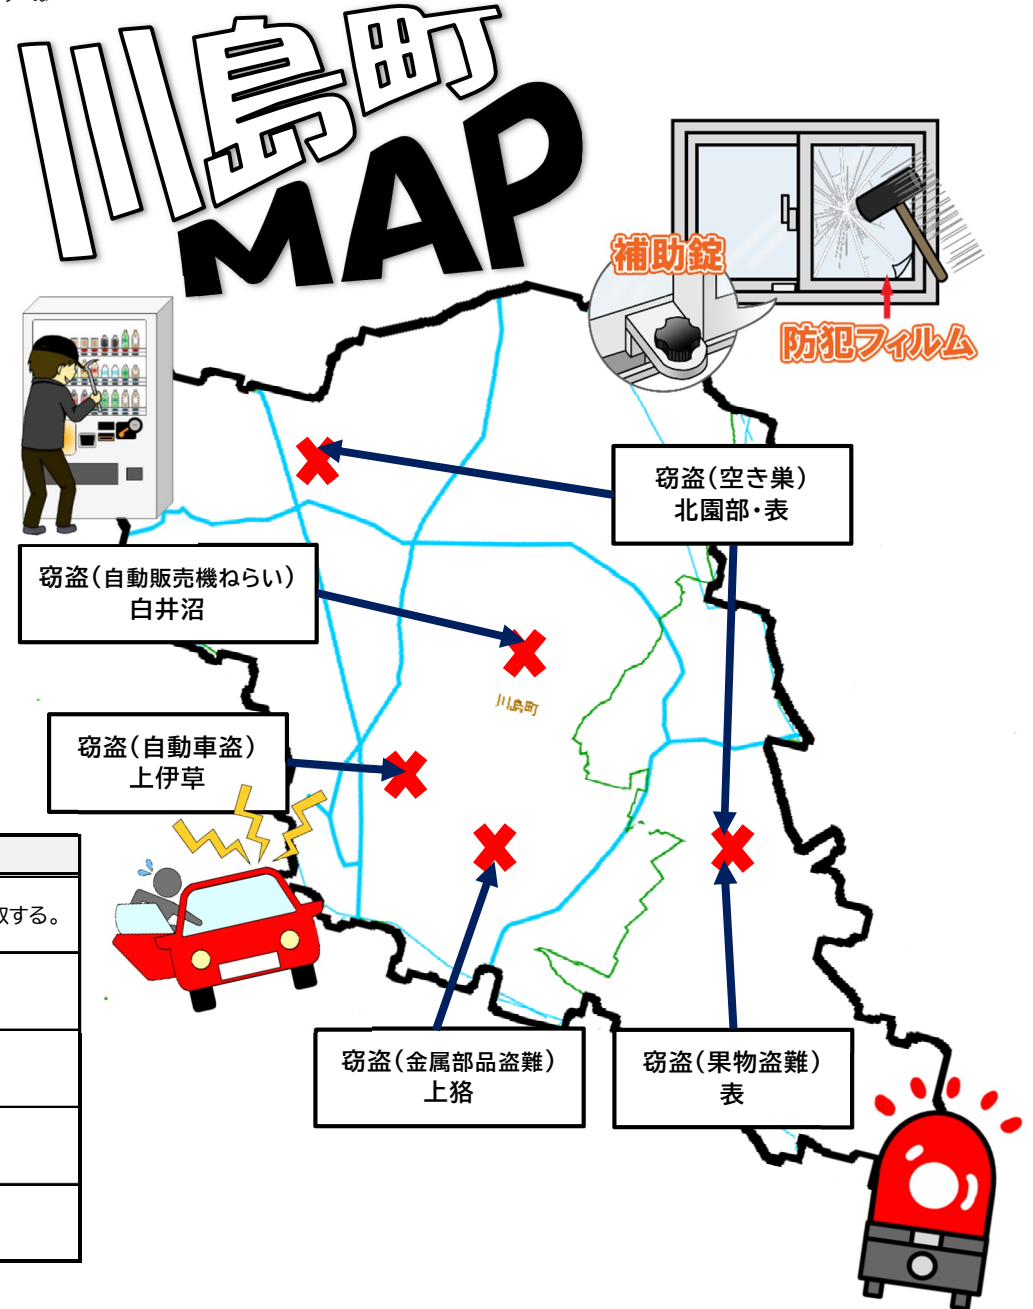 川島町
MAP
補助錠
防犯フィルム
窃盗(空き巣)
北園部・表
窃盗(自動販売機ねらい)
白井沼
川島町
窃盗(自動車盗)
上伊草
取する。
窃盗(金属部品盗難)
上狢
窃盗(果物盗難)
表